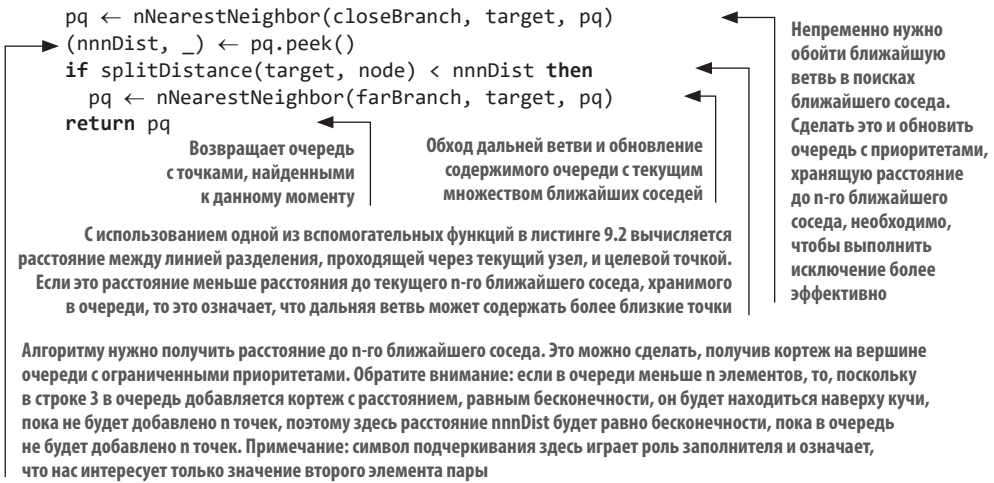 pq ← nNearestNeighbor(closeBranch, target, pq)
(nnnDist, _) ← pq.peek()
if splitDistance(target, node) < nnnDist then
pq ← nNearestNeighbor(farBranch, target, pq)
return pq
Непременно нужно
обойти ближайшую
ветвь в поисках
ближайшего соседа.
Сделать это и обновить
очередь с приоритетами,
хранящую расстояние
до n-го ближайшего
соседа, необходимо,
чтобы выполнить
исключение более
эффективно
Возвращает очередь
с точками, найденными
к данному моменту
Обход дальней ветви и обновление
содержимого очереди с текущим
множеством ближайших соседей
С использованием одной из вспомогательных функций в листинге 9.2 вычисляется
расстояние между линией разделения, проходящей через текущий узел, и целевой точкой.
Если это расстояние меньше расстояния до текущего n-го ближайшего соседа, хранимого
в очереди, то это означает, что дальняя ветвь может содержать более близкие точки
Алгоритму нужно получить расстояние до n-го ближайшего соседа. Это можно сделать, получив кортеж на вершине
очереди с ограниченными приоритетами. Обратите внимание: если в очереди меньше n элементов, то, поскольку
в строке 3 в очередь добавляется кортеж с расстоянием, равным бесконечности, он будет находиться наверху кучи,
пока не будет добавлено n точек, поэтому здесь расстояние nnnDist будет равно бесконечности, пока в очередь
не будет добавлено n точек. Примечание: символ подчеркивания здесь играет роль заполнителя и означает,
что нас интересует только значение второго элемента пары